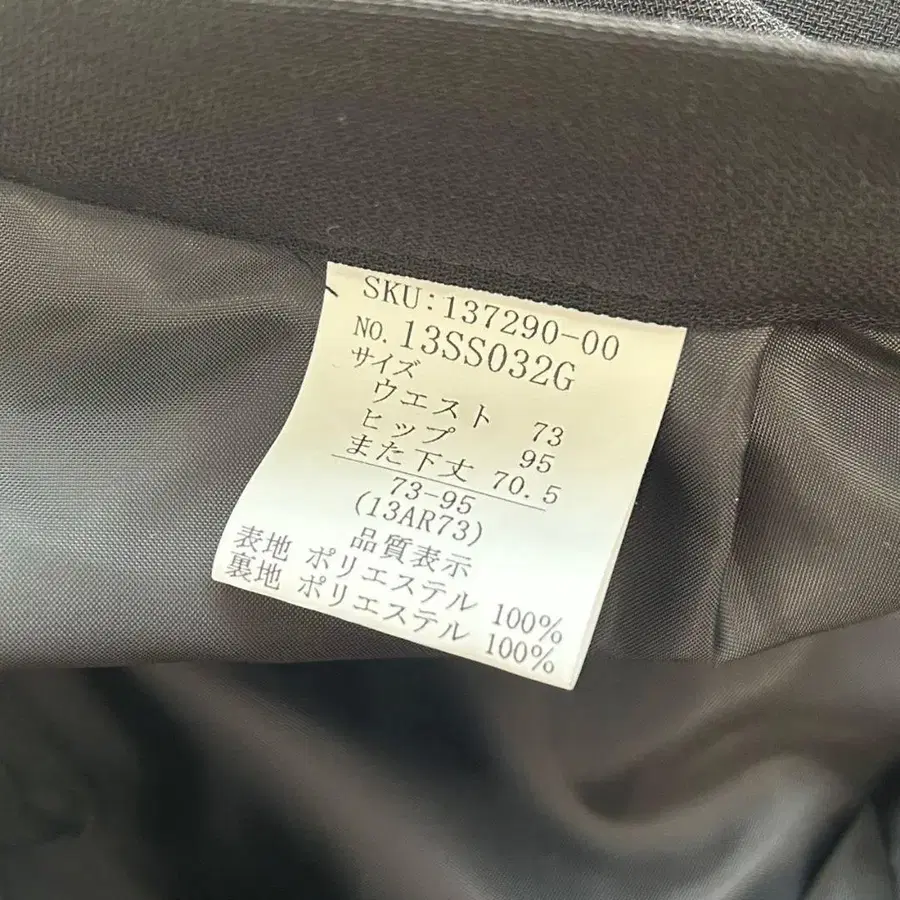 SKU:137290-00
NO. 13SS032G
サイズ
ウエスト 73
ヒップ 95
また下丈 70.5
73-95
(13AR73)
品質表示
表地 ポリエステル 100%
裏地 ポリエステル 100%